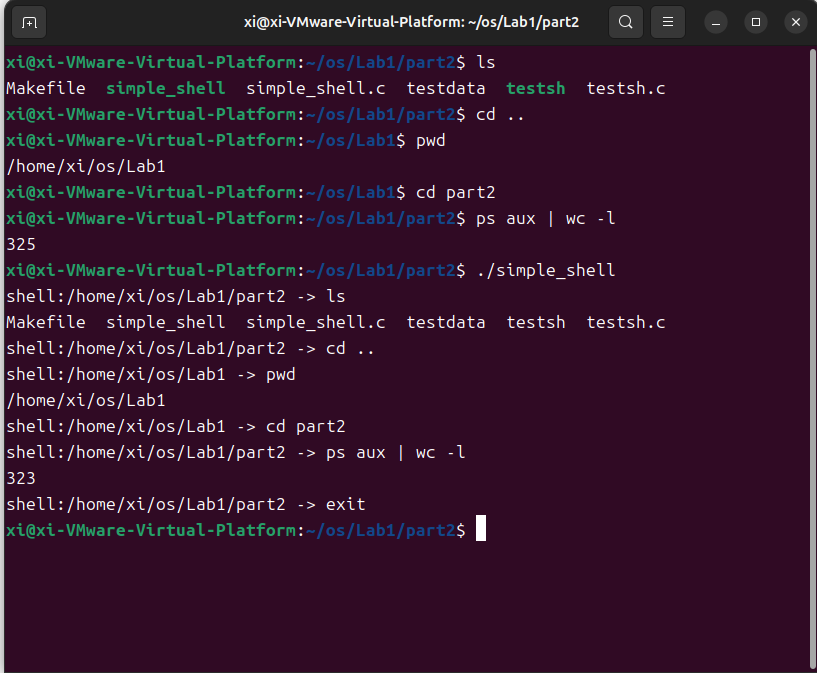 xi@xi-VMware-Virtual-Platform: ~/os/Lab1/part2
xi@xi-VMware-Virtual-Platform:~/os/Lab1/part2$ ls
Makefile  simple_shell  simple_shell.c  testdata  testsh  testsh.c
xi@xi-VMware-Virtual-Platform:~/os/Lab1/part2$ cd ..
xi@xi-VMware-Virtual-Platform:~/os/Lab1$ pwd
/home/xi/os/Lab1
xi@xi-VMware-Virtual-Platform:~/os/Lab1$ cd part2
xi@xi-VMware-Virtual-Platform:~/os/Lab1/part2$ ps aux | wc -l
325
xi@xi-VMware-Virtual-Platform:~/os/Lab1/part2$ ./simple_shell
shell:/home/xi/os/Lab1/part2 -> ls
Makefile  simple_shell  simple_shell.c  testdata  testsh  testsh.c
shell:/home/xi/os/Lab1/part2 -> cd ..
shell:/home/xi/os/Lab1 -> pwd
/home/xi/os/Lab1
shell:/home/xi/os/Lab1 -> cd part2
shell:/home/xi/os/Lab1/part2 -> ps aux | wc -l
323
shell:/home/xi/os/Lab1/part2 -> exit
xi@xi-VMware-Virtual-Platform:~/os/Lab1/part2$